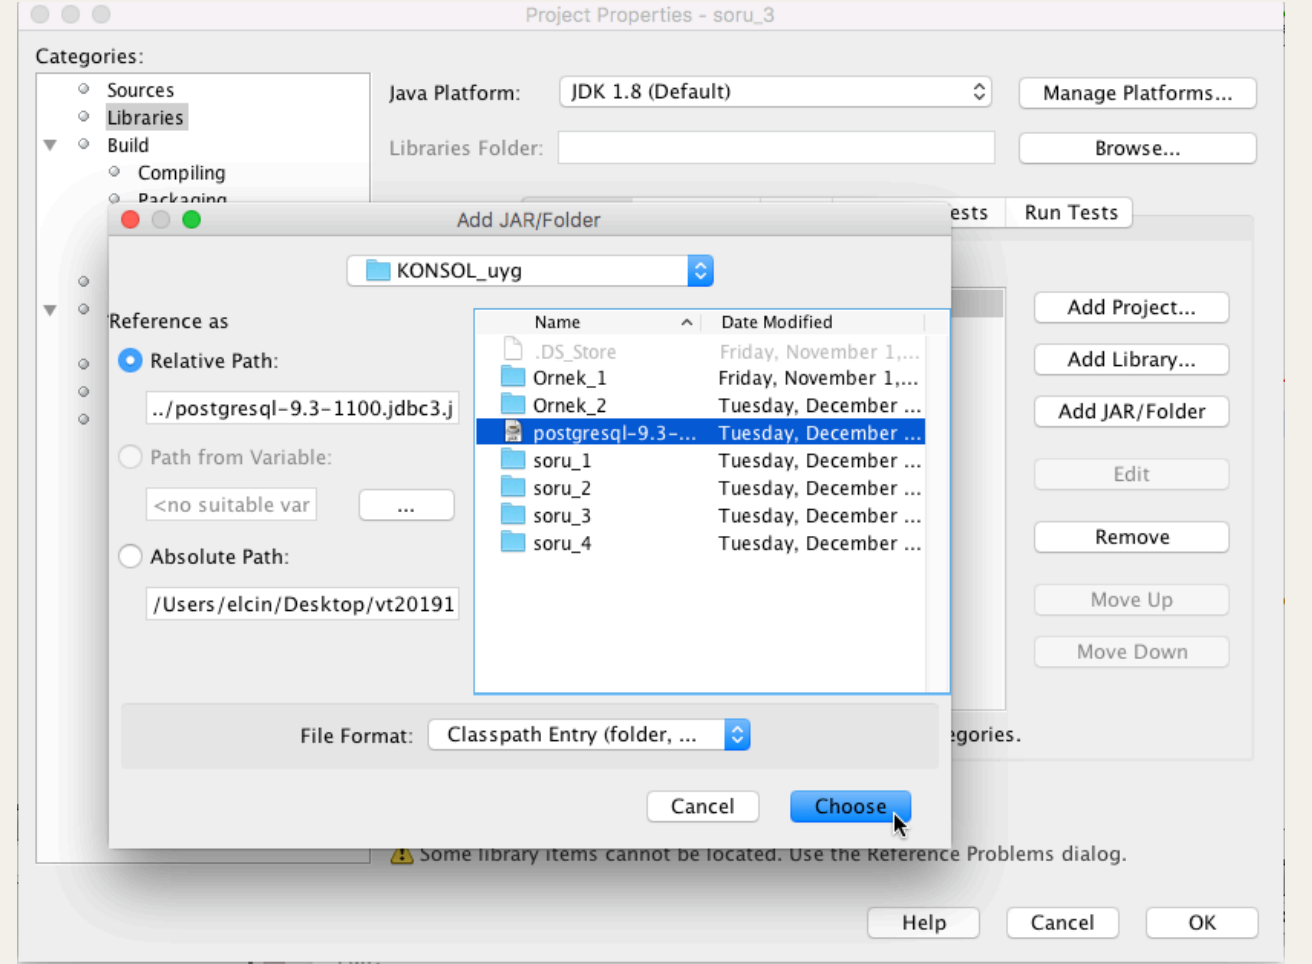 Project Properties - soru_3
Categories:
Sources
Libraries
Build
Compiling
Packaging
Java Platform:
JDK 1.8 (Default)
Manage Platforms...
Libraries Folder:
Browse...
ests
Run Tests
Add JAR/Folder
KONSOL_uyg
Reference as
Relative Path:
../postgresql-9.3-1100.jdbc3.j
Path from Variable:
<no suitable var
...
Absolute Path:
/Users/elcin/Desktop/vt20191
Name Date Modified
.DS_Store Friday, November 1,...
Ornek_1 Friday, November 1,...
Ornek_2 Tuesday, December ...
postgresql-9.3-... Tuesday, December ...
soru_1 Tuesday, December ...
soru_2 Tuesday, December ...
soru_3 Tuesday, December ...
soru_4 Tuesday, December ...
File Format: Classpath Entry (folder, ...
Cancel
Choose
Add Project...
Add Library...
Add JAR/Folder
Edit
Remove
Move Up
Move Down
egories.
Some library items cannot be located. Use the Reference Problems dialog.
Help
Cancel
OK